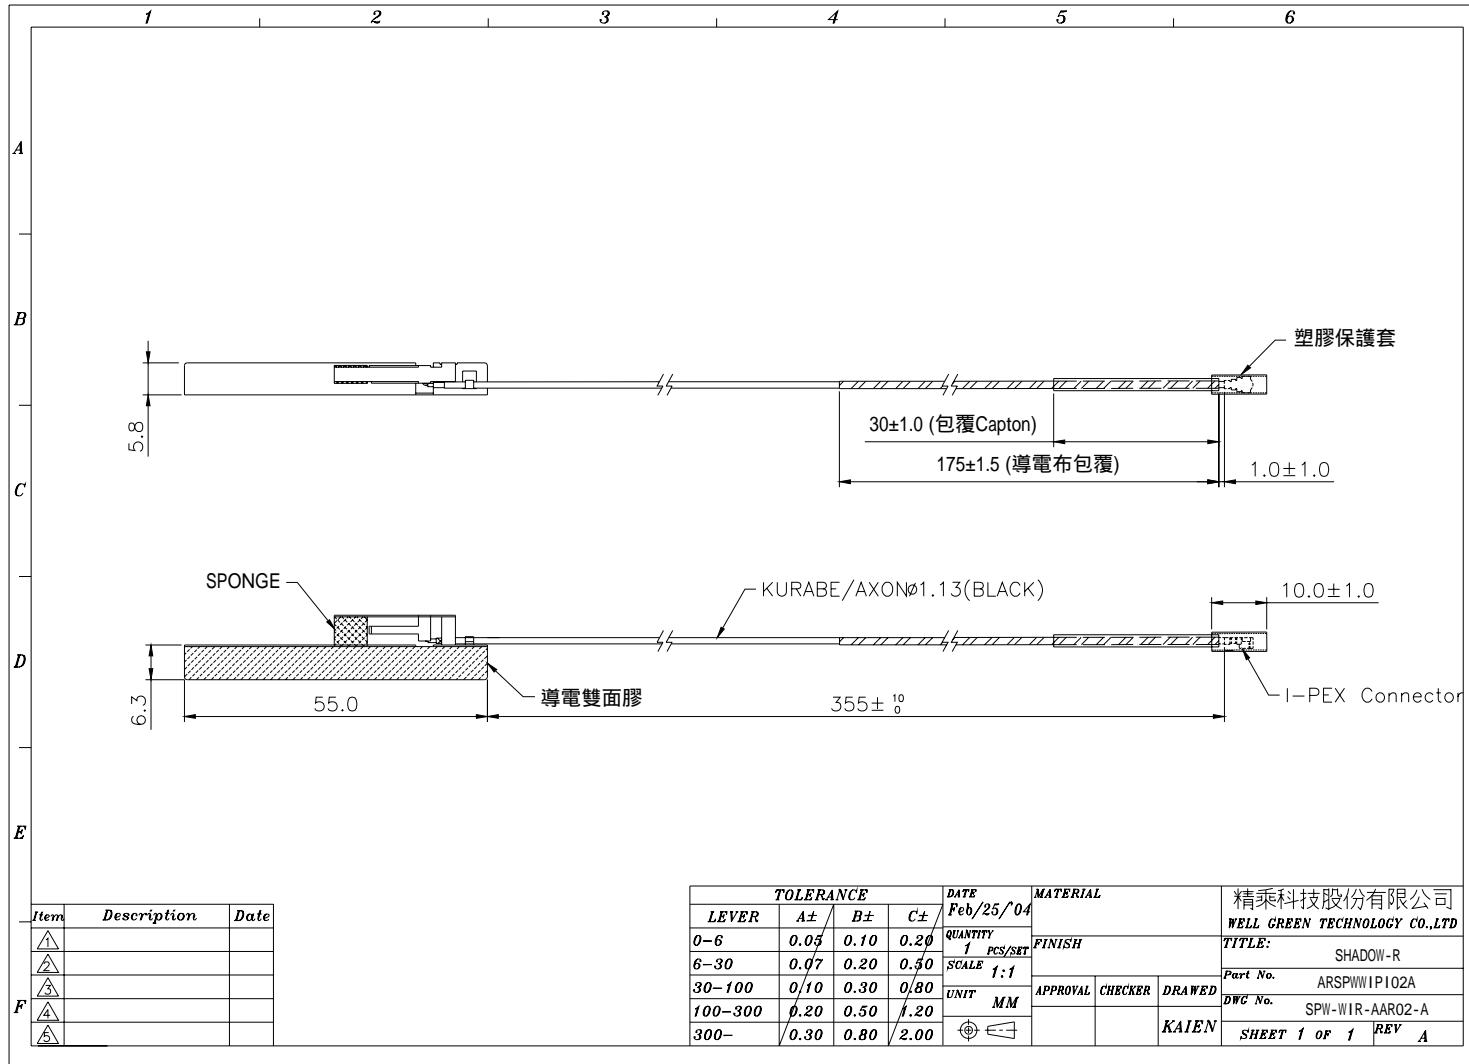 1 2 3 4 5 6
A
B
C
D
E
F
塑膠保護套
5.8
30±1.0 (包覆Capton)
175±1.5 (導電布包覆)
1.0±1.0
SPONGE
KURABE/AXONø1.13(BLACK)
10.0±1.0
6.3
55.0
導電雙面膠
355± 10 0
I-PEX Connector
Item Description Date
1
2
3
4
5
TOLERANCE
LEVER A± B± C±
0-6 0.05 0.10 0.20
6-30 0.07 0.20 0.50
30-100 0.10 0.30 0.80
100-300 0.20 0.50 1.20
300- 0.30 0.80 2.00
DATE
Feb/25/'04
QUANTITY
1 PCS/SET
SCALE 1:1
UNIT MM
MATERIAL
FINISH
APPROVAL CHECKER DRAWED
KAIEN
精乘科技股份有限公司
WELL GREEN TECHNOLOGY CO.,LTD
TITLE:
SHADOW-R
Part No. ARSPWWIPI02A
DWG No. SPW-WIR-AAR02-A
SHEET 1 OF 1 REV A